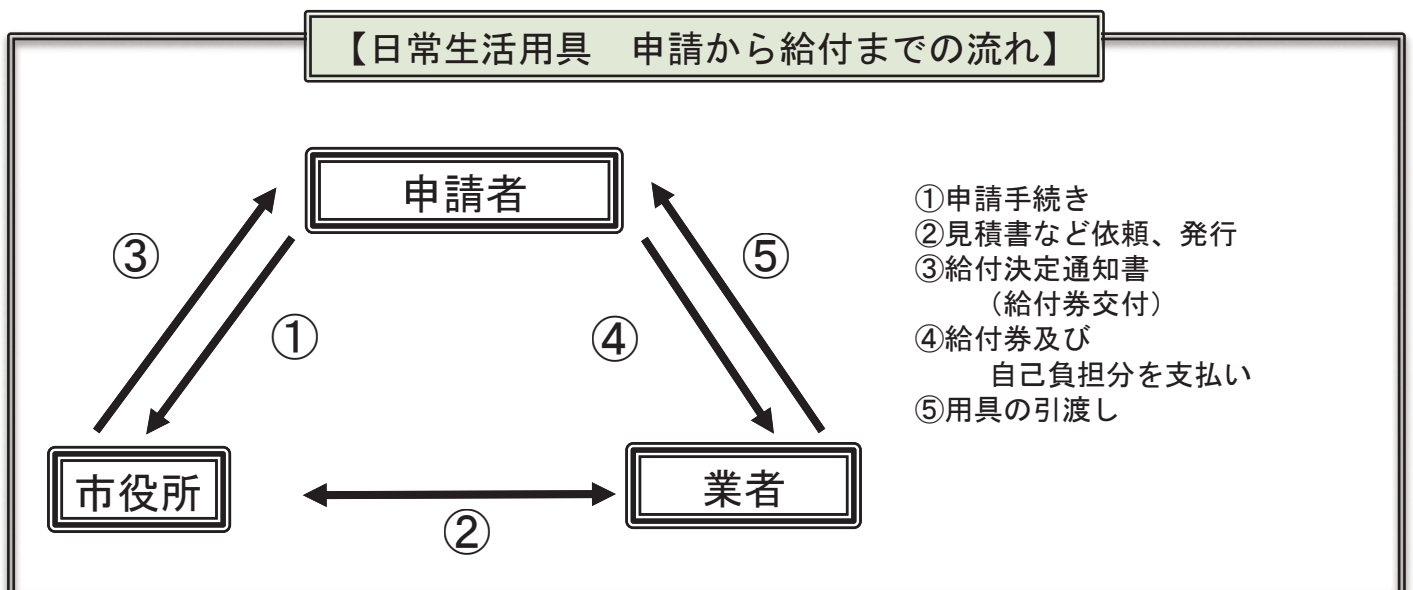 【日常生活用具　申請から給付までの流れ】
申請者
③
①
④
⑤
市役所
②
業者
①申請手続き
②見積書など依頼、発行
③給付決定通知書
（給付券交付）
④給付券及び
自己負担分を支払い
⑤用具の引渡し